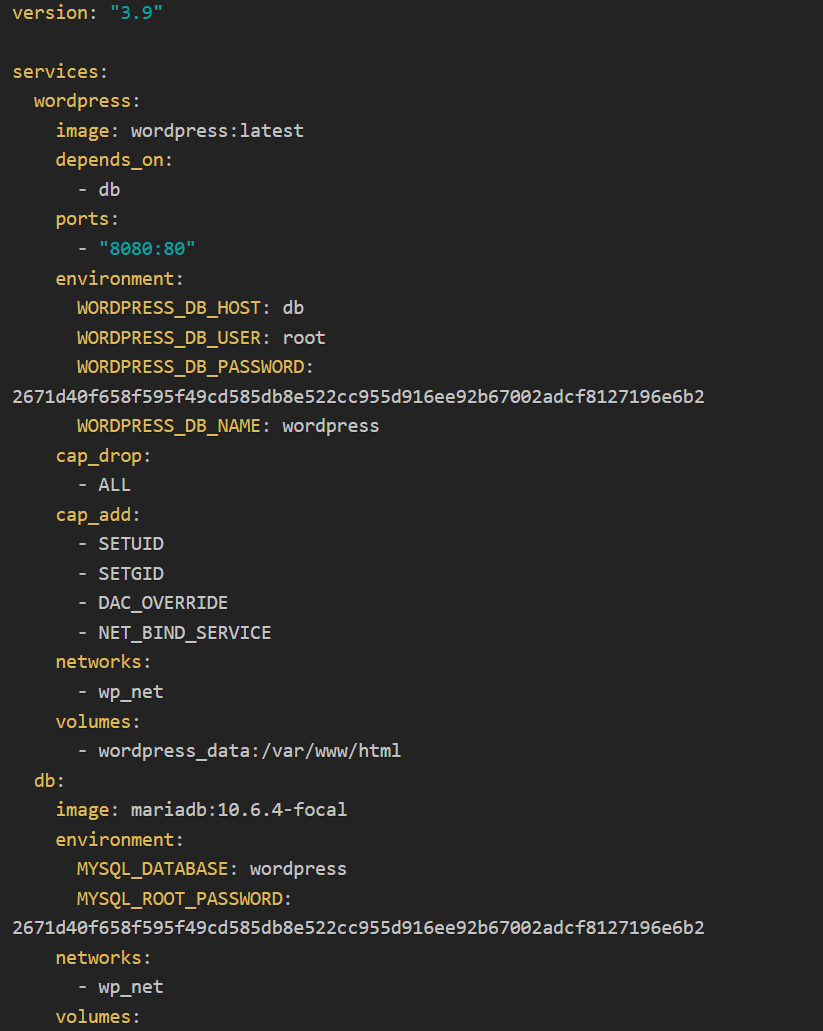 version: "3.9"

services:
  wordpress:
    image: wordpress:latest
    depends_on:
      - db
    ports:
      - "8080:80"
    environment:
      WORDPRESS_DB_HOST: db
      WORDPRESS_DB_USER: root
      WORDPRESS_DB_PASSWORD:
2671d40f658f595f49cd585db8e522cc955d916ee92b67002adcf8127196e6b2
      WORDPRESS_DB_NAME: wordpress
    cap_drop:
      - ALL
    cap_add:
      - SETUID
      - SETGID
      - DAC_OVERRIDE
      - NET_BIND_SERVICE
    networks:
      - wp_net
    volumes:
      - wordpress_data:/var/www/html
  db:
    image: mariadb:10.6.4-focal
    environment:
      MYSQL_DATABASE: wordpress
      MYSQL_ROOT_PASSWORD:
2671d40f658f595f49cd585db8e522cc955d916ee92b67002adcf8127196e6b2
    networks:
      - wp_net
    volumes: